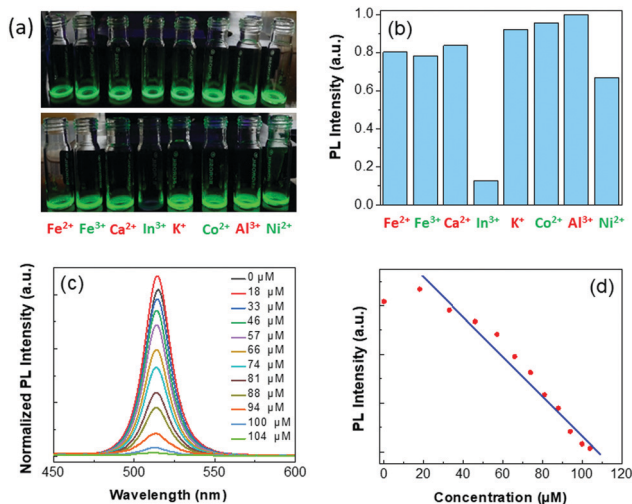 (a)
Fe2+ Fe3+ Ca2+ In3+ K+ Co2+ Al3+ Ni2+
(b)
PL Intensity (a.u.)
1.0
0.8
0.6
0.4
0.2
0.0
Fe2+ Fe3+ Ca2+ In3+ K+ Co2+ Al3+ Ni2+
(c)
Normalized PL Intensity (a.u.)
0 µM
18 µM
33 µM
46 µM
57 µM
66 µM
74 µM
81 µM
88 µM
94 µM
100 µM
104 µM
450 500 550 600
Wavelength (nm)
(d)
PL Intensity (a.u.)
0 20 40 60 80 100 120
Concentration (µM)